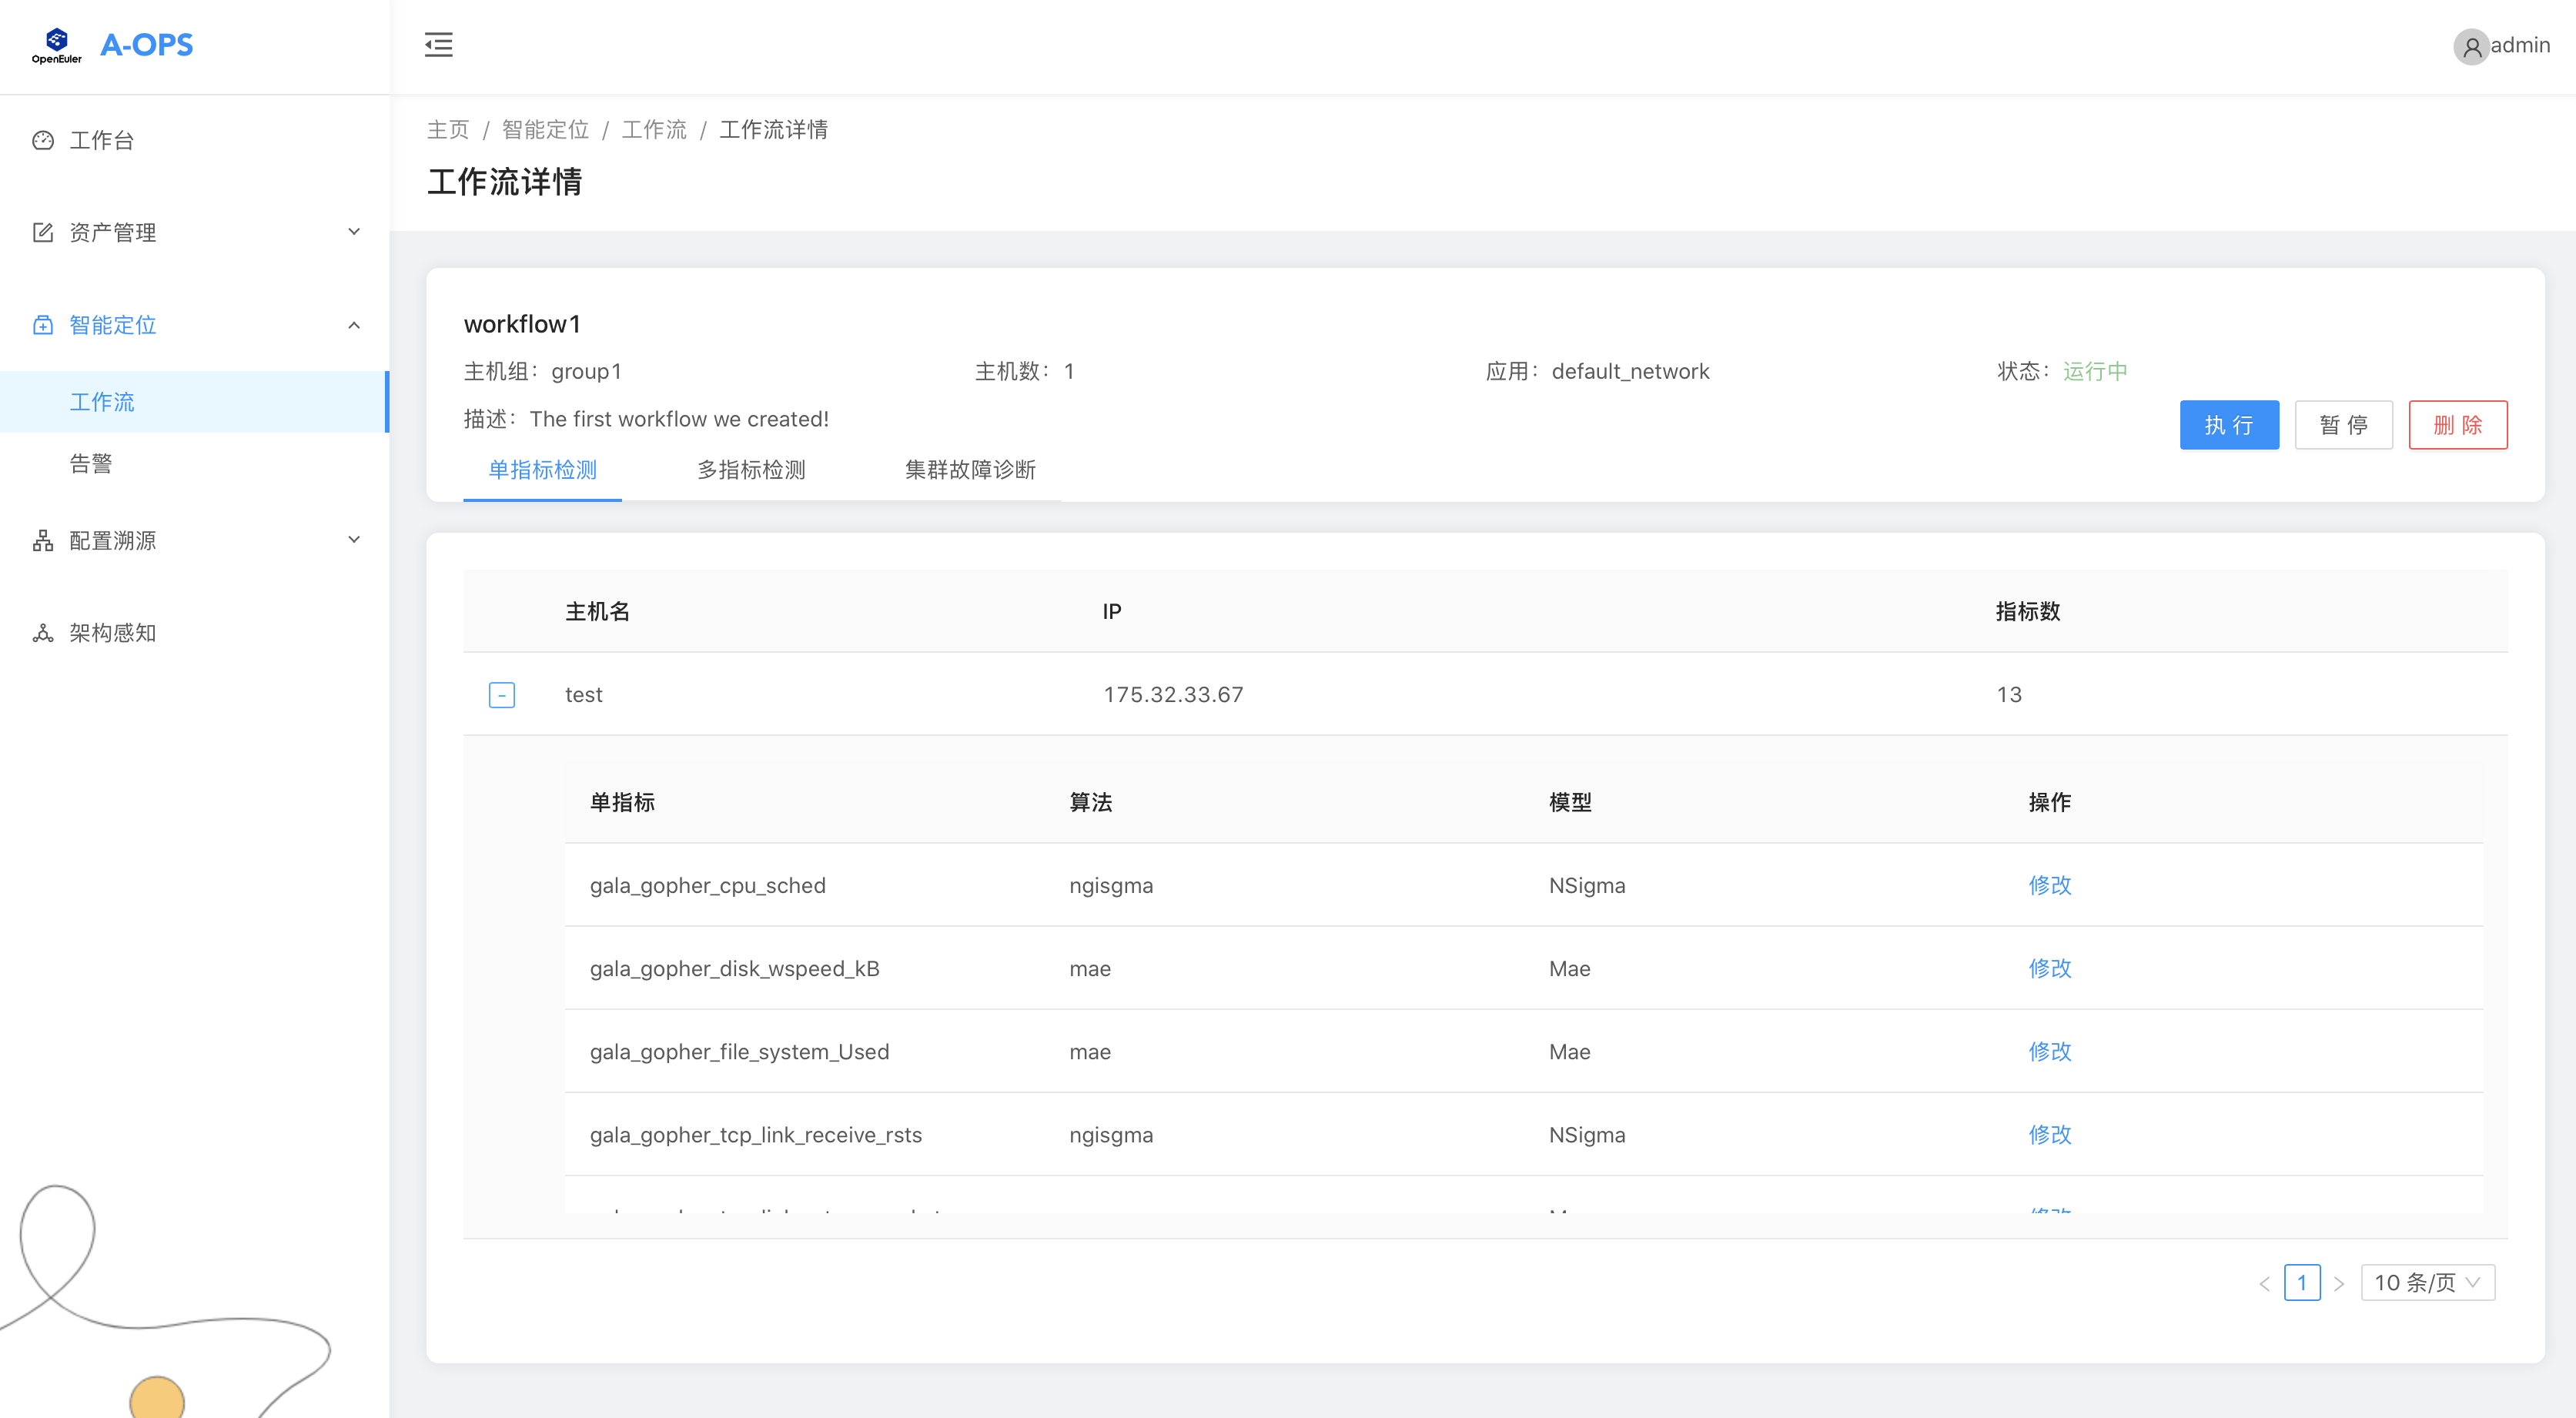 OpenEuler A-OPS
admin
工作台
资产管理
智能定位
工作流
告警
配置溯源
架构感知
主页 / 智能定位 / 工作流 / 工作流详情
工作流详情
workflow1
主机组： group1 主机数： 1 应用： default_network 状态： 运行中
描述： The first workflow we created!
执 行 暂 停 删 除
单指标检测 多指标检测 集群故障诊断
主机名 IP 指标数
test 175.32.33.67 13
单指标 算法 模型 操作
gala_gopher_cpu_sched ngisgma NSigma 修改
gala_gopher_disk_wspeed_kB mae Mae 修改
gala_gopher_file_system_Used mae Mae 修改
gala_gopher_tcp_link_receive_rsts ngisgma NSigma 修改
1 10 条/页